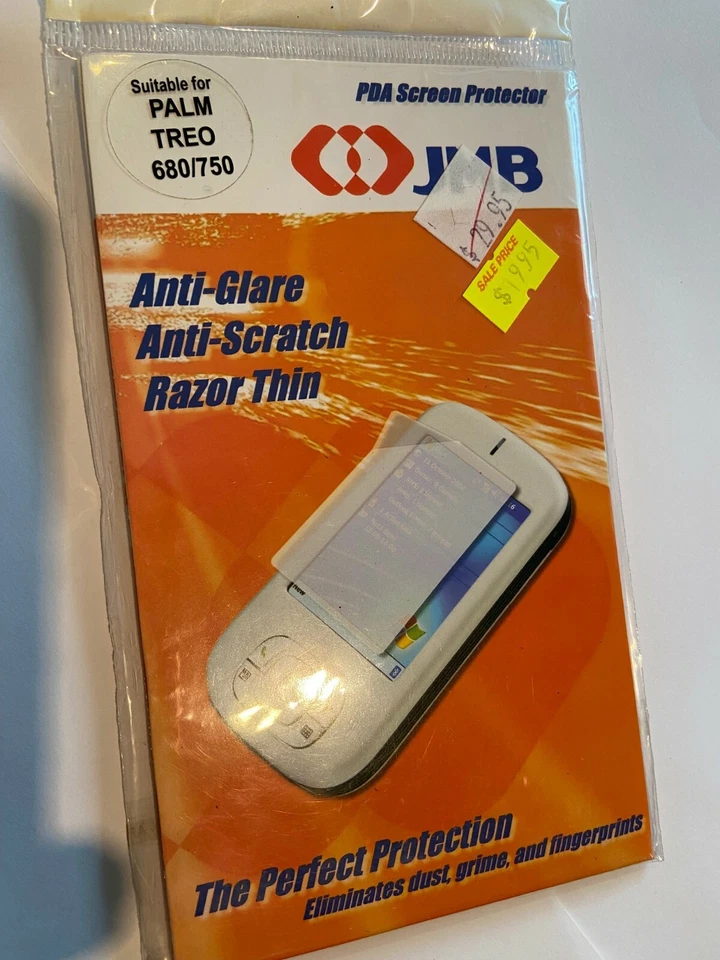 Suitable for
PALM
TREO
680/750
PDA Screen Protector
$29.95
SALE PRICE
$19.95
Anti-Glare
Anti-Scratch
Razor Thin
The Perfect Protection
Eliminates dust, grime, and fingerprints